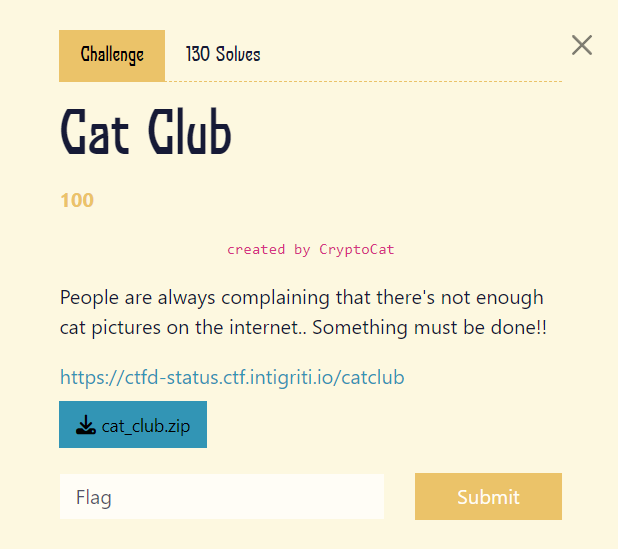 Challenge 130 Solves
Cat Club
100
created by CryptoCat
People are always complaining that there's not enough
cat pictures on the internet.. Something must be done!!
https://ctfd-status.ctf.intigriti.io/catclub
cat_club.zip
Flag Submit